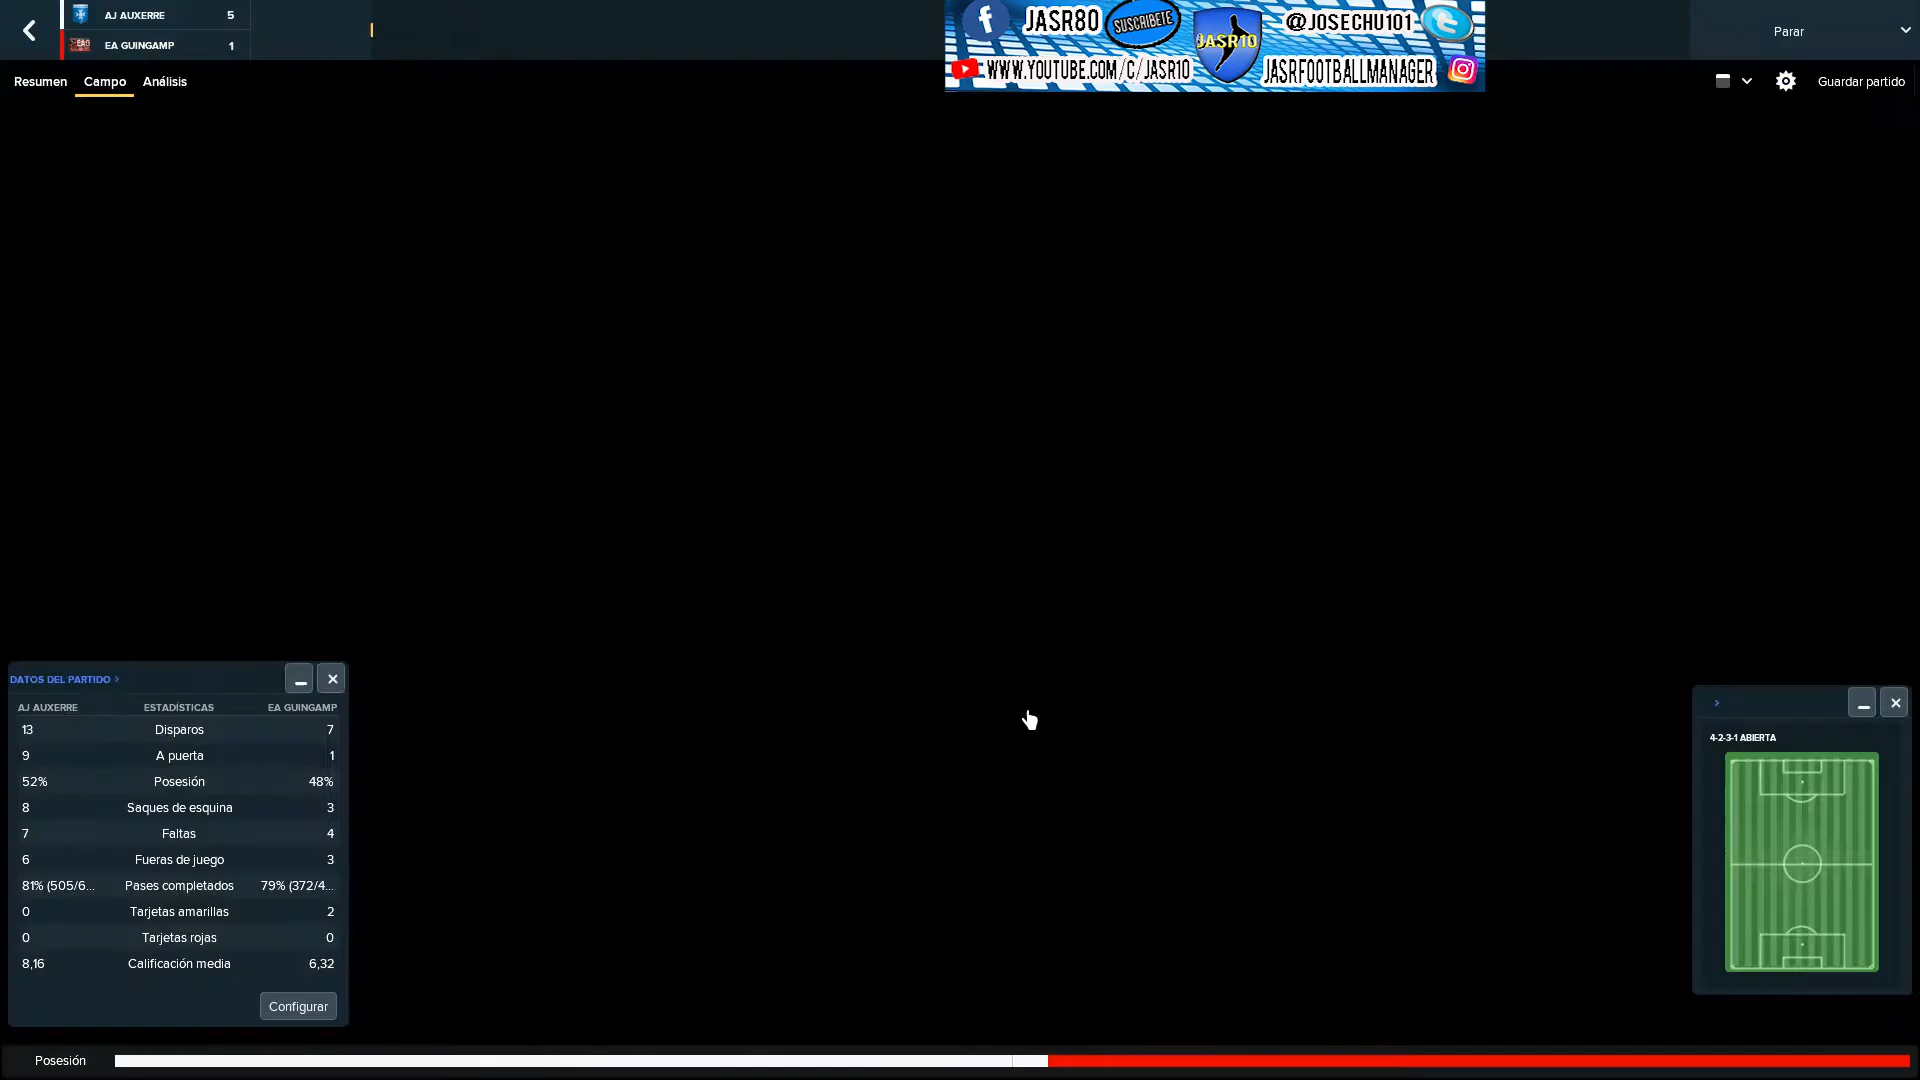 AJ AUXERRE 5
EA GUINGAMP 1
JASR80 SUSCRIBETE @JOSECHU101
JASR10
WWW.YOUTUBE.COM/C/JASR10 JASRFOOTBALLMANAGER
Parar
Resumen Campo Análisis
Guardar partido
DATOS DEL PARTIDO
AJ AUXERRE ESTADÍSTICAS EA GUINGAMP
13 Disparos 7
9 A puerta 1
52% Posesión 48%
8 Saques de esquina 3
7 Faltas 4
6 Fueras de juego 3
81% (505/6... Pases completados 79% (372/4...
0 Tarjetas amarillas 2
0 Tarjetas rojas 0
8,16 Calificación media 6,32
Configurar
4-2-3-1 ABIERTA
Posesión